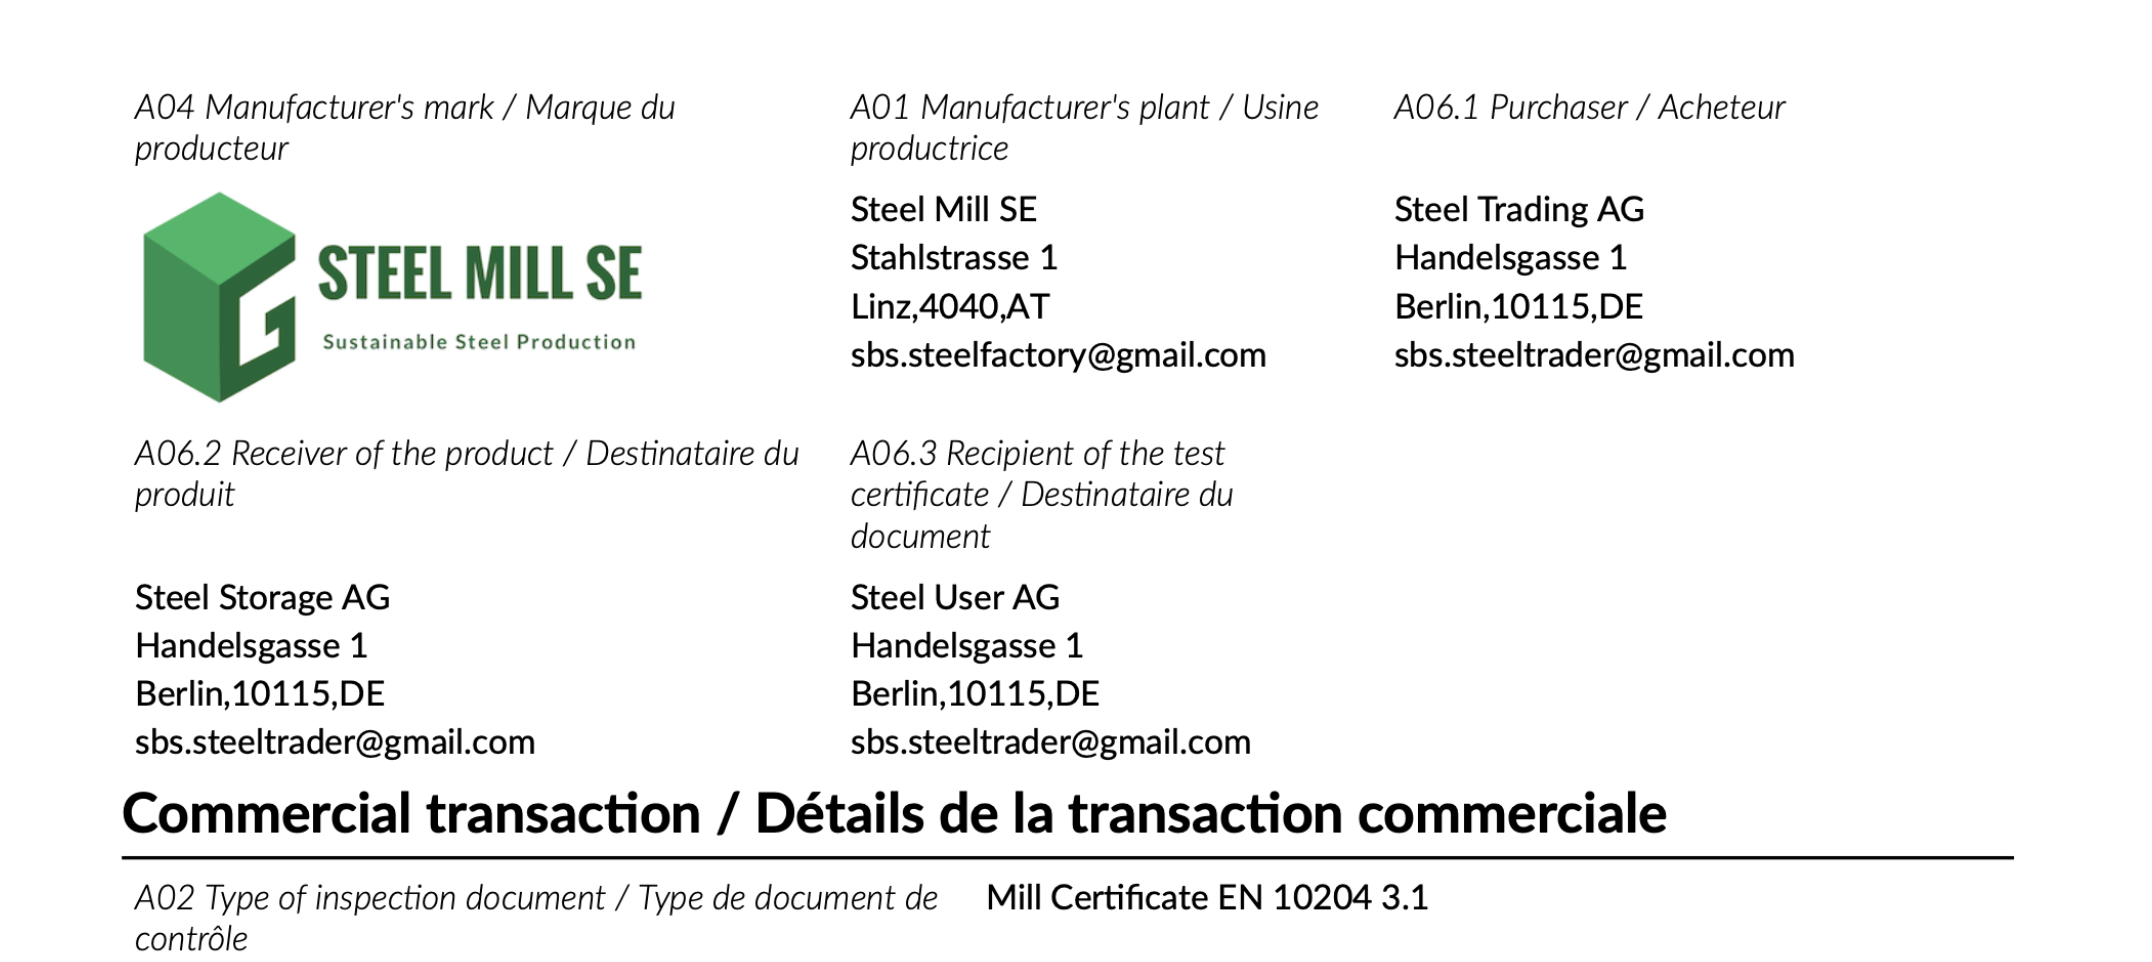 A04 Manufacturer's mark / Marque du
producteur
STEEL MILL SE
Sustainable Steel Production
A01 Manufacturer's plant / Usine
productrice
Steel Mill SE
Stahlstrasse 1
Linz,4040,AT
sbs.steelfactory@gmail.com
A06.1 Purchaser / Acheteur
Steel Trading AG
Handelsgasse 1
Berlin,10115,DE
sbs.steeltrader@gmail.com
A06.2 Receiver of the product / Destinataire du
produit
Steel Storage AG
Handelsgasse 1
Berlin,10115,DE
sbs.steeltrader@gmail.com
A06.3 Recipient of the test
certificate / Destinataire du
document
Steel User AG
Handelsgasse 1
Berlin,10115,DE
sbs.steeltrader@gmail.com
Commercial transaction / Détails de la transaction commerciale
A02 Type of inspection document / Type de document de
contrôle
Mill Certificate EN 10204 3.1